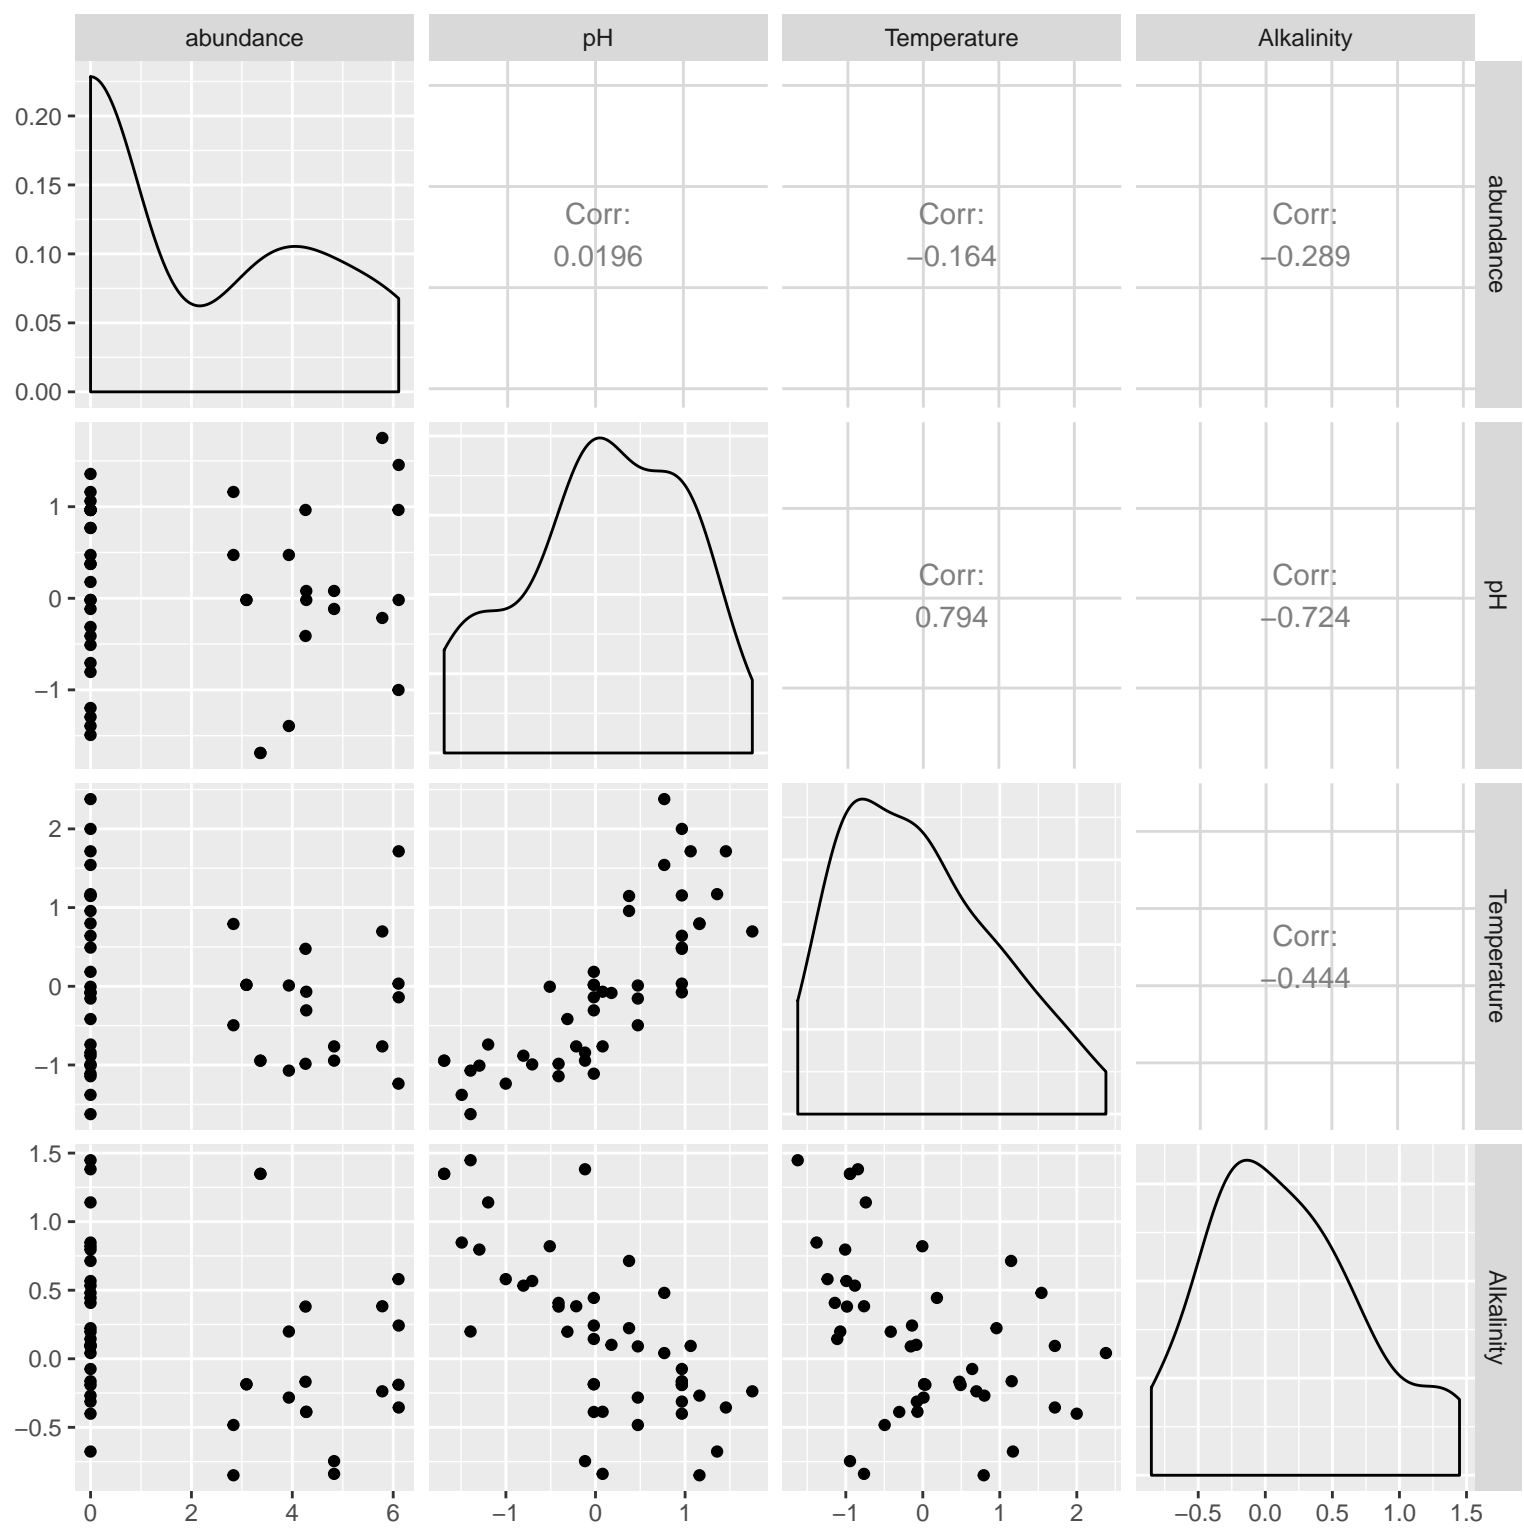 abundance
pH
Temperature
Alkalinity
0.20
0.15
0.10
0.05
0.00
Corr:
0.0196
Corr:
−0.164
Corr:
−0.289
abundance
1
0
−1
Corr:
0.794
Corr:
−0.724
pH
2
1
0
−1
Corr:
−0.444
Temperature
1.5
1.0
0.5
0.0
−0.5
Alkalinity
0 2 4 6
−1 0 1
−1 0 1 2
−0.5 0.0 0.5 1.0 1.5